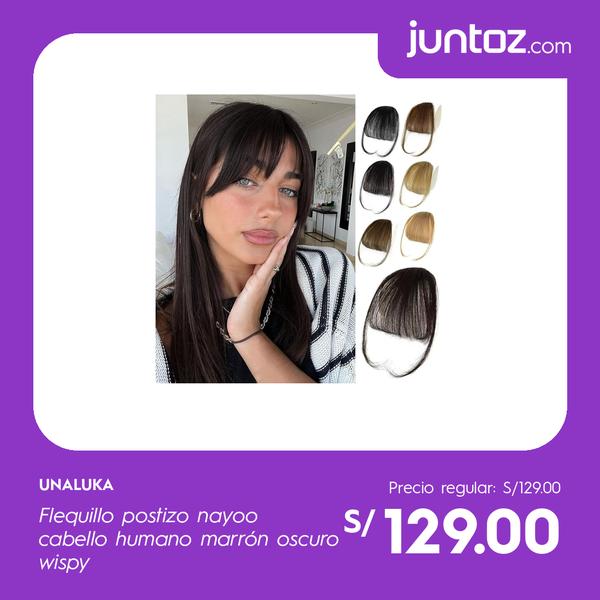 juntoz.com
UNALUKA
Flequillo postizo nayoo
cabello humano marrón oscuro
wispy
Precio regular: S/129.00
S/ 129.00